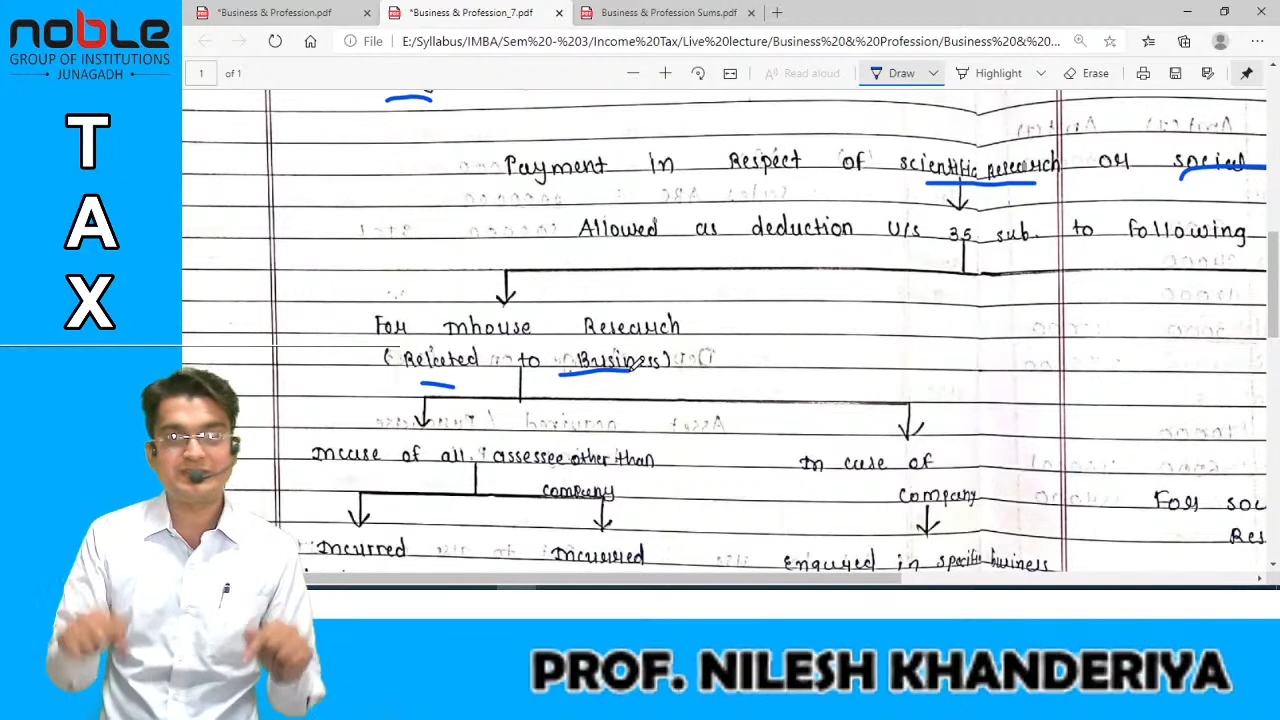 noble
GROUP OF INSTITUTIONS
JUNAGADH
TAX
*Business & Profession.pdf
*Business & Profession_7.pdf
Business & Profession Sums.pdf
File
E:/Syllabus/IMBA/Sem%20-%203/Income%20Tax/Live%20lecture/Business%20&%20Profession/Business%20&%20...
1 of 1
Read aloud
Draw
Highlight
Erase
Payment in Respect of scientific research or social
Allowed as deduction u/s 35 sub. to following
For Inhouse Research
(Related to Business)
Incase of all assessee other than
company
In case of
company
For soc
Res
Incurred
Incurred
Enqured in specific business
PROF. NILESH KHANDERIYA